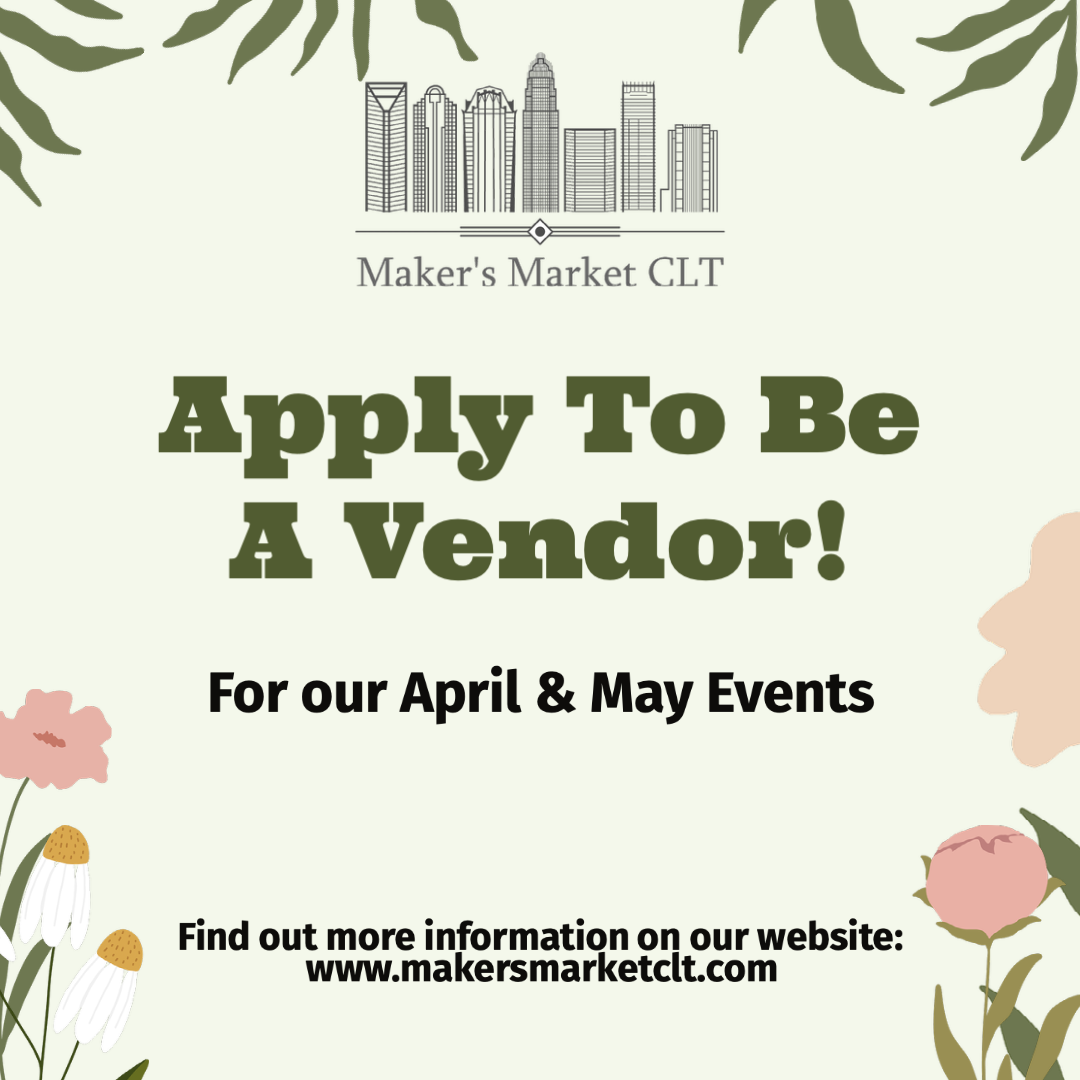 Maker's Market CLT
Apply To Be
A Vendor!
For our April & May Events
Find out more information on our website:
www.makersmarketclt.com